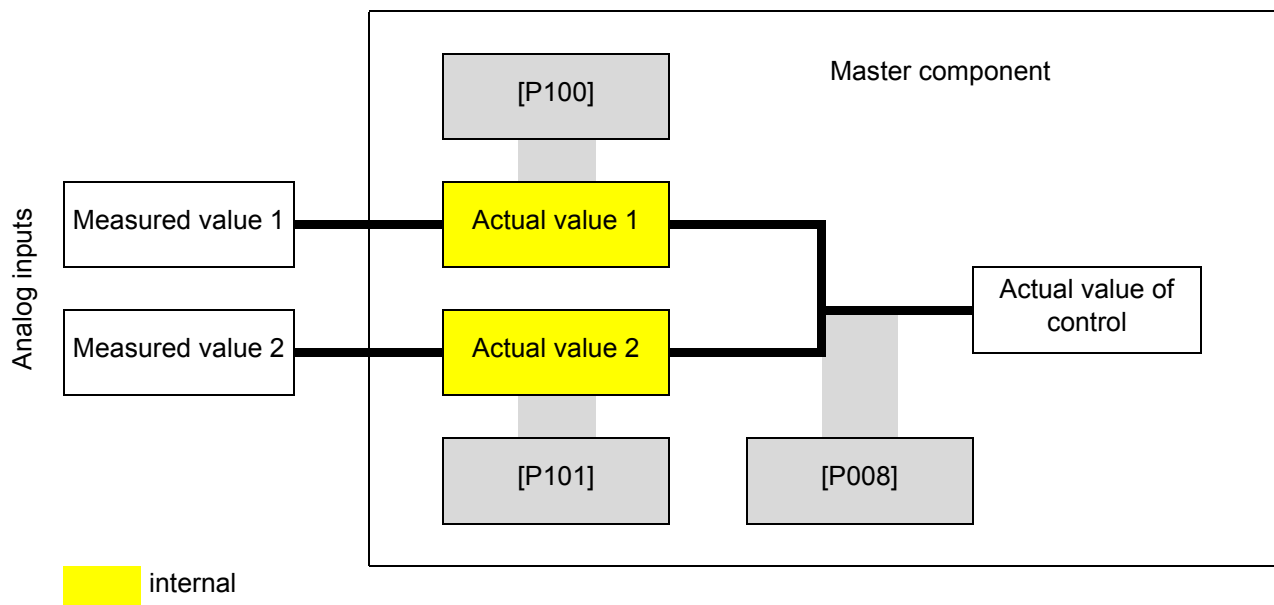 Master component
[P100]
Analog inputs
Measured value 1
Actual value 1
Measured value 2
Actual value 2
Actual value of
control
[P101]
[P008]
internal